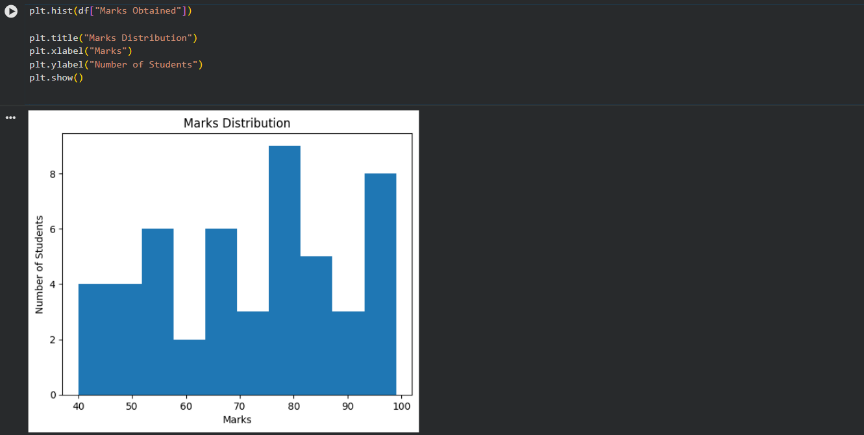 plt.hist(df["Marks Obtained"])
plt.title("Marks Distribution")
plt.xlabel("Marks")
plt.ylabel("Number of Students")
plt.show()
Marks Distribution
Number of Students
8
6
4
2
0
40 50 60 70 80 90 100
Marks